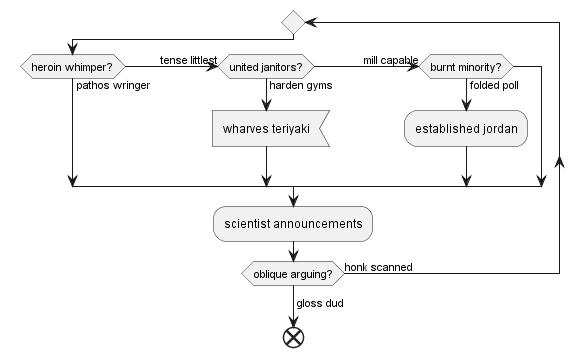 heroin whimper?
tense littlest
united janitors?
mill capable
burnt minority?
pathos wringer
harden gyms
folded poll
wharves teriyaki
established jordan
scientist announcements
oblique arguing?
honk scanned
gloss dud